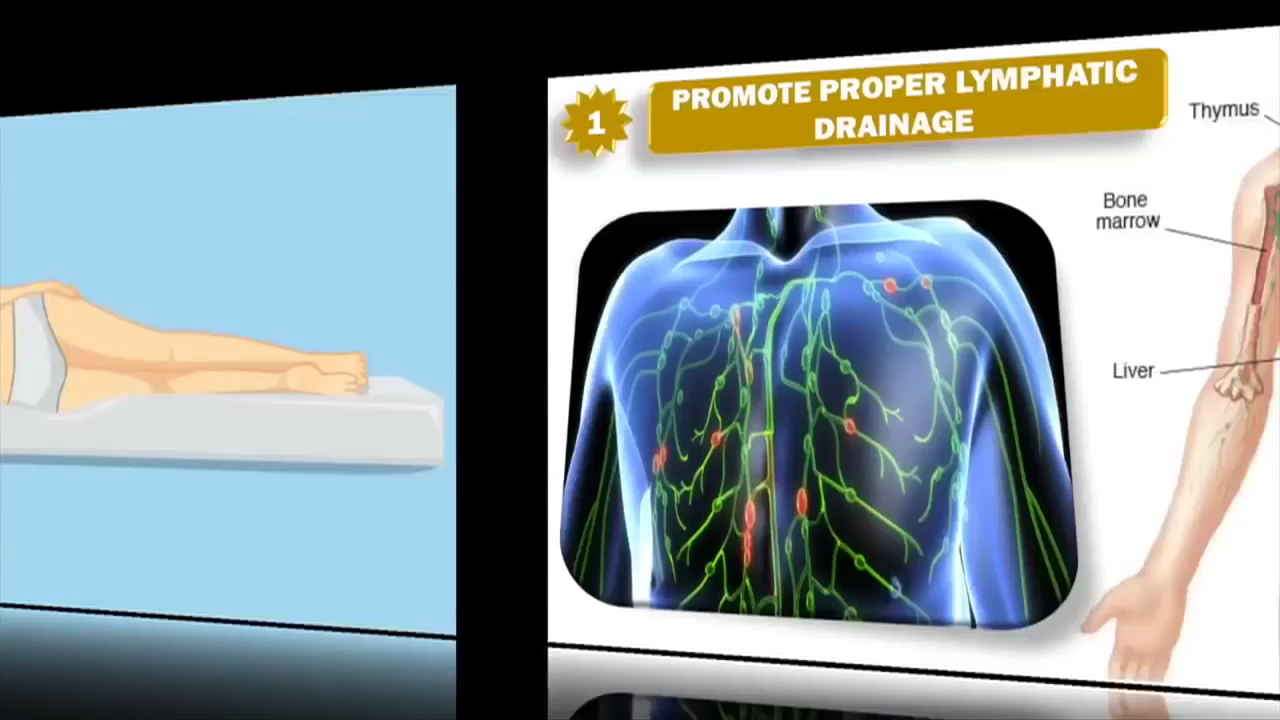 1
PROMOTE PROPER LYMPHATIC
DRAINAGE
Thymus
Bone
marrow
Liver